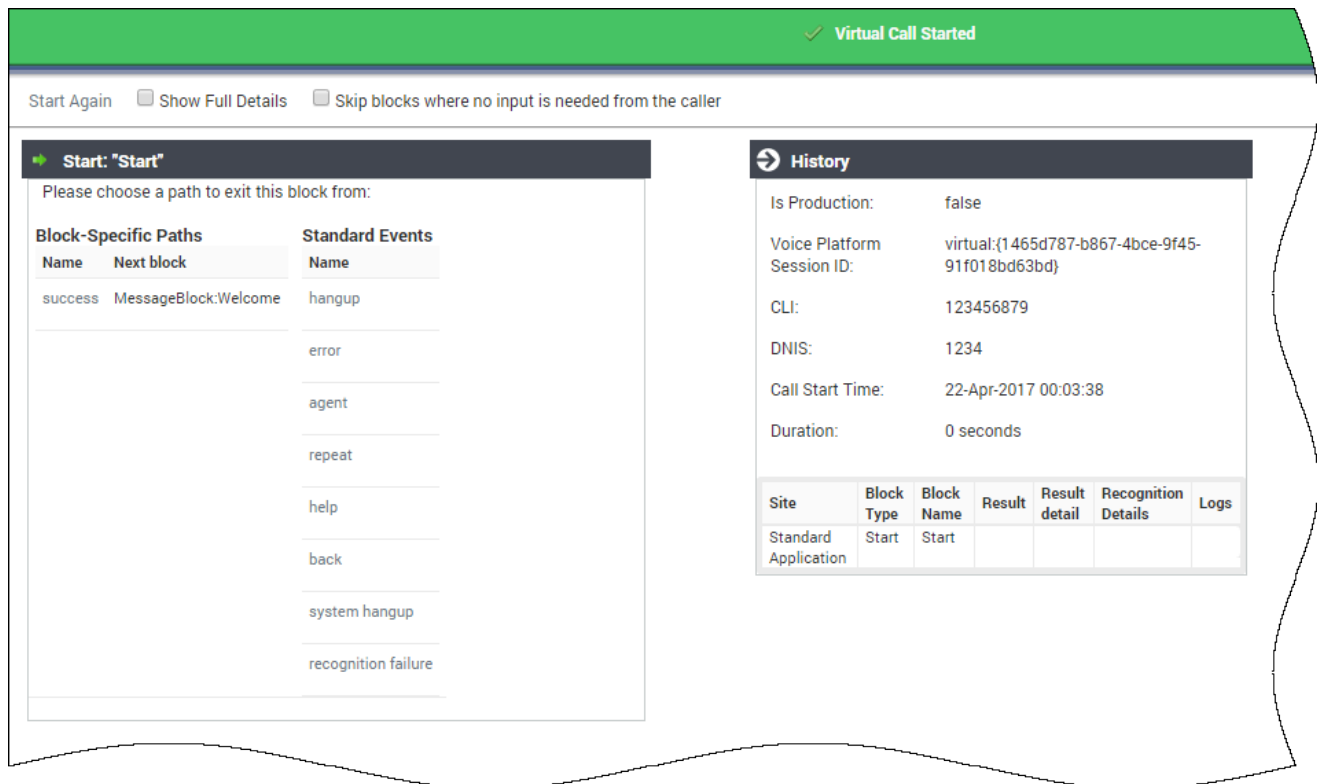 Virtual Call Started
Start Again Show Full Details Skip blocks where no input is needed from the caller
Start: "Start"
Please choose a path to exit this block from:
Block-Specific Paths Standard Events
Name Next block Name
success MessageBlock:Welcome hangup
error
agent
repeat
help
back
system hangup
recognition failure
History
Is Production: false
Voice Platform virtual:{1465d787-b867-4bce-9f45-
Session ID: 91f018bd63bd}
CLI: 123456879
DNIS: 1234
Call Start Time: 22-Apr-2017 00:03:38
Duration: 0 seconds
Site Block Block Result Result Recognition Logs
Type Name detail Details
Standard Start Start
Application